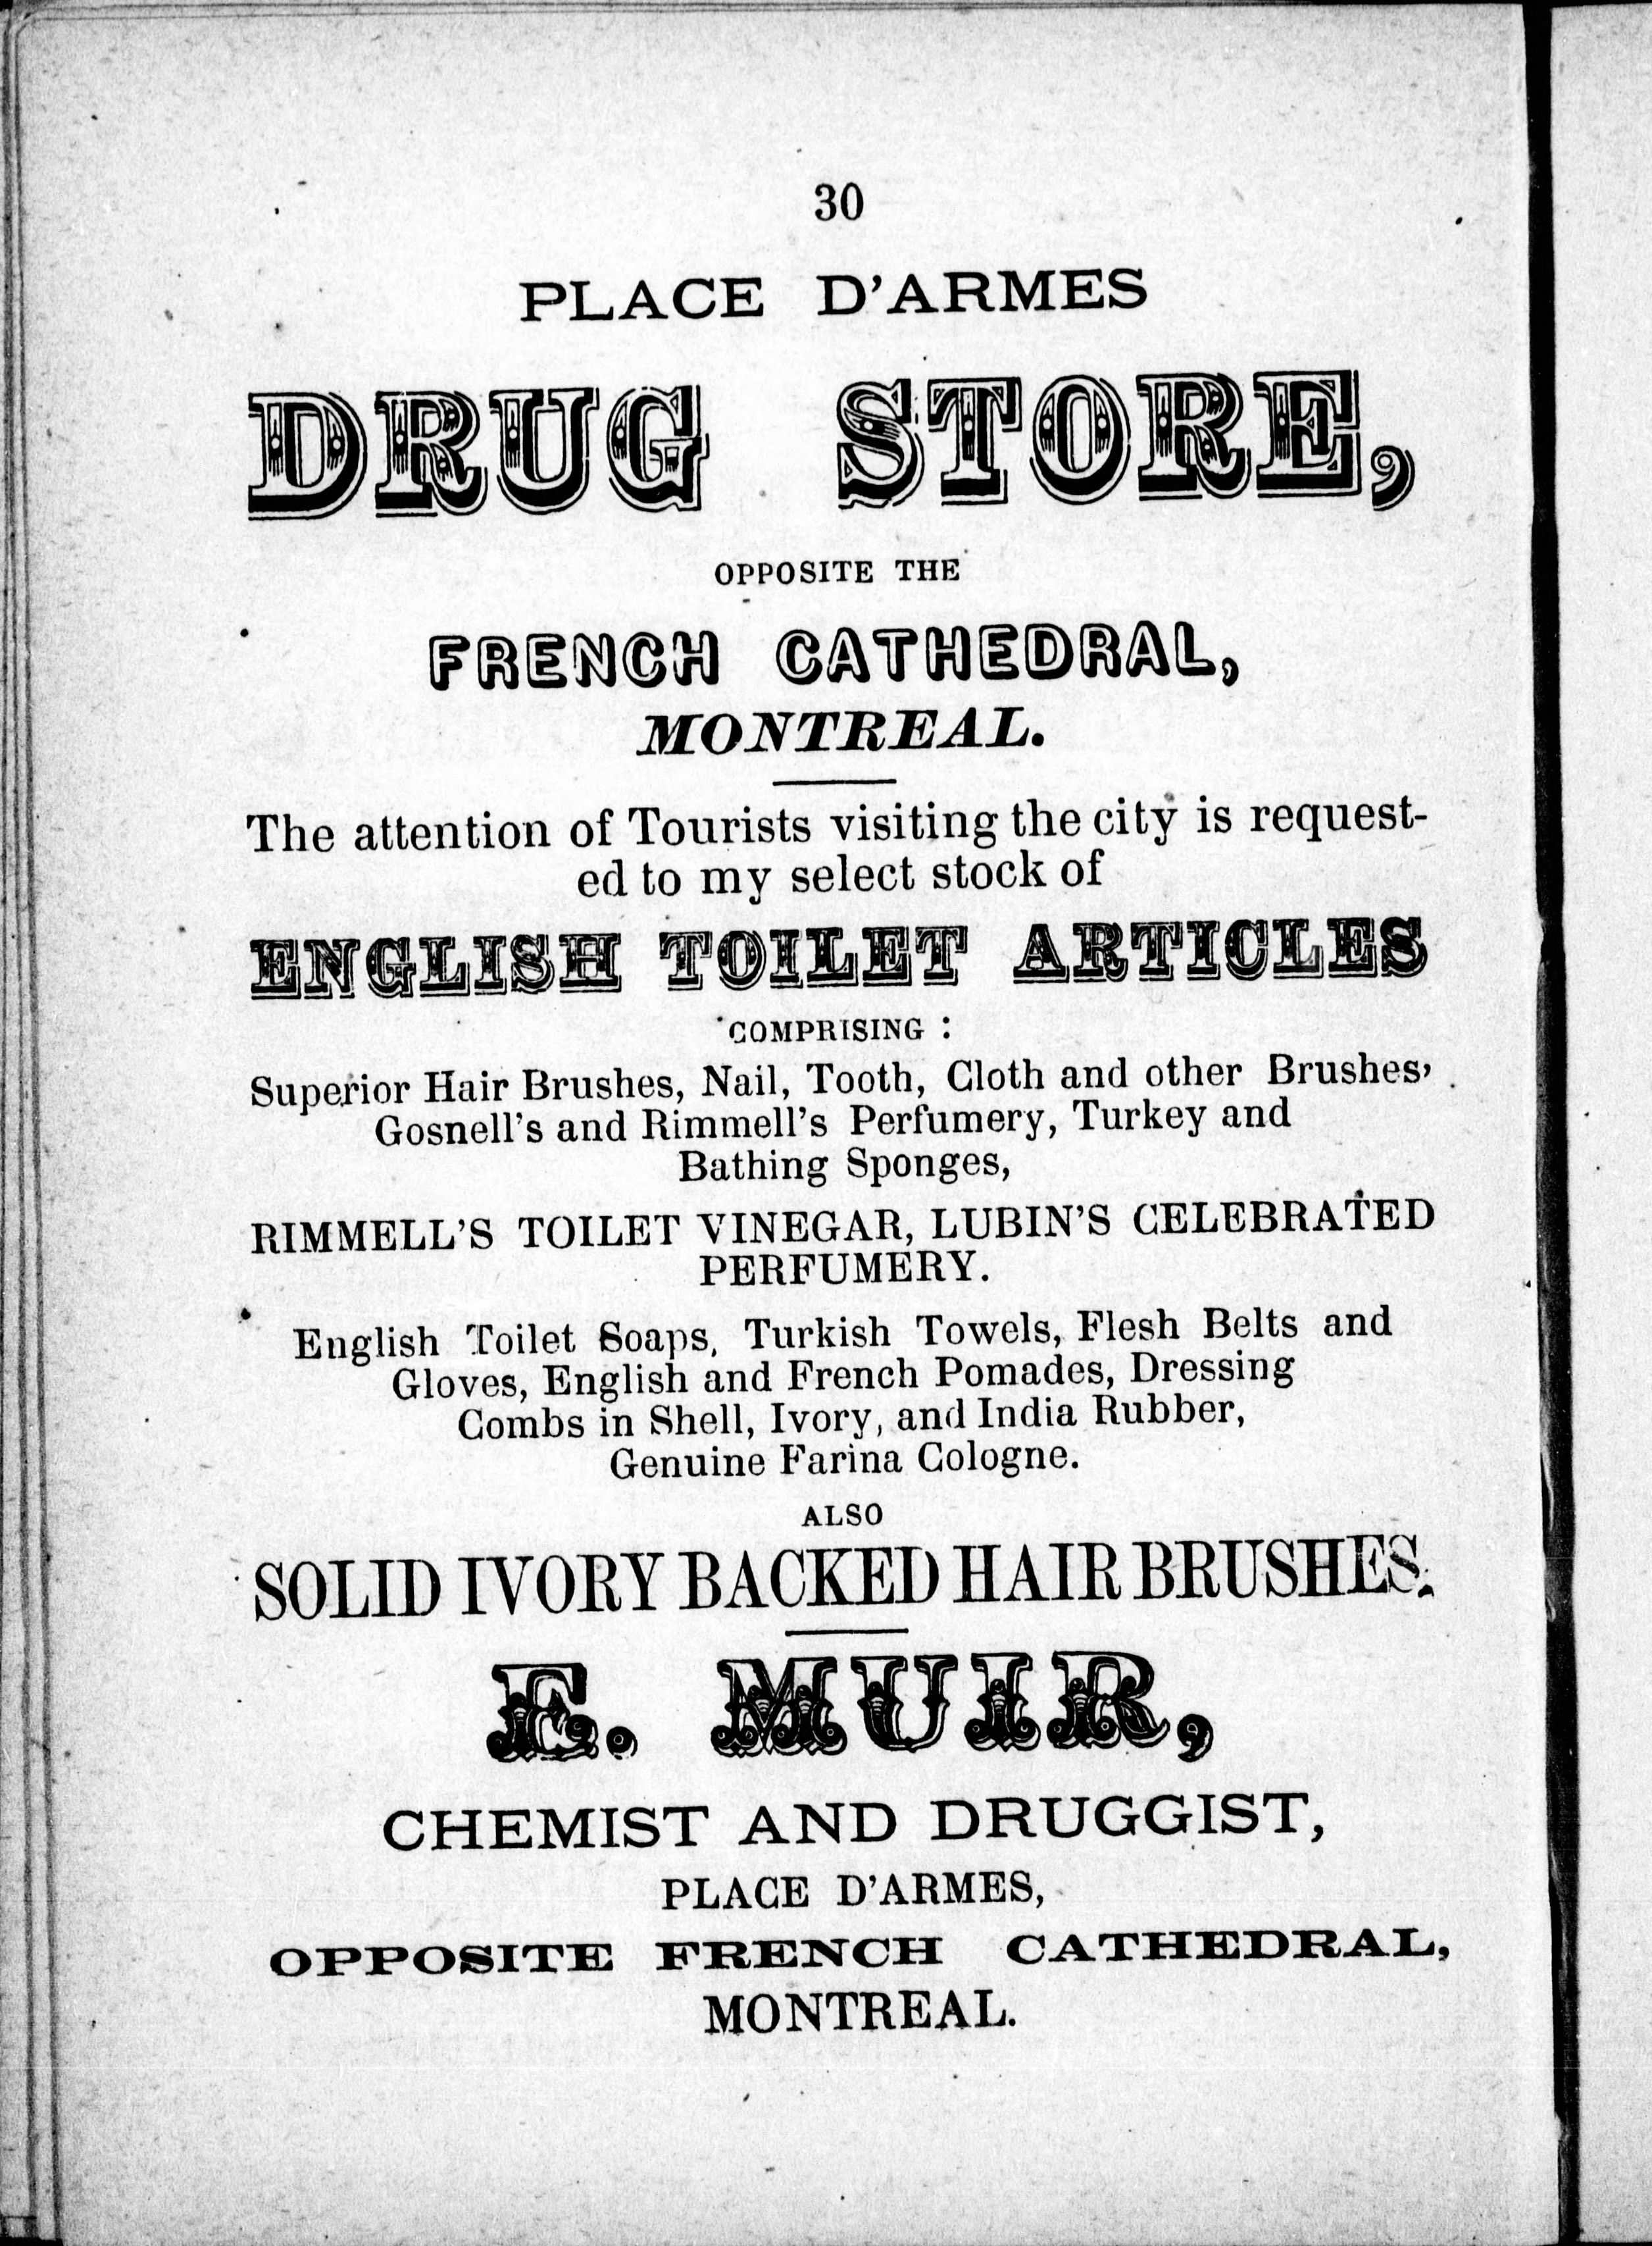 30
PLACE D'ARMES
DRUG STORE,
OPPOSITE THE
FRENCH CATHEDRAL,
MONTREAL.
The attention of Tourists visiting the city is request-
ed to my select stock of
ENGLISH TOILET ARTICLES
COMPRISING :
Superior Hair Brushes, Nail, Tooth, Cloth and other Brushes,
Gosnell's and Rimmell's Perfumery, Turkey and
Bathing Sponges,
RIMMELL'S TOILET VINEGAR, LUBIN'S CELEBRATED
PERFUMERY.
English Toilet Soaps, Turkish Towels, Flesh Belts and
Gloves, English and French Pomades, Dressing
Combs in Shell, Ivory, and India Rubber,
Genuine Farina Cologne.
ALSO
SOLID IVORY BACKED HAIR BRUSHES.
E. MUIR,
CHEMIST AND DRUGGIST,
PLACE D'ARMES,
OPPOSITE FRENCH CATHEDRAL,
MONTREAL.